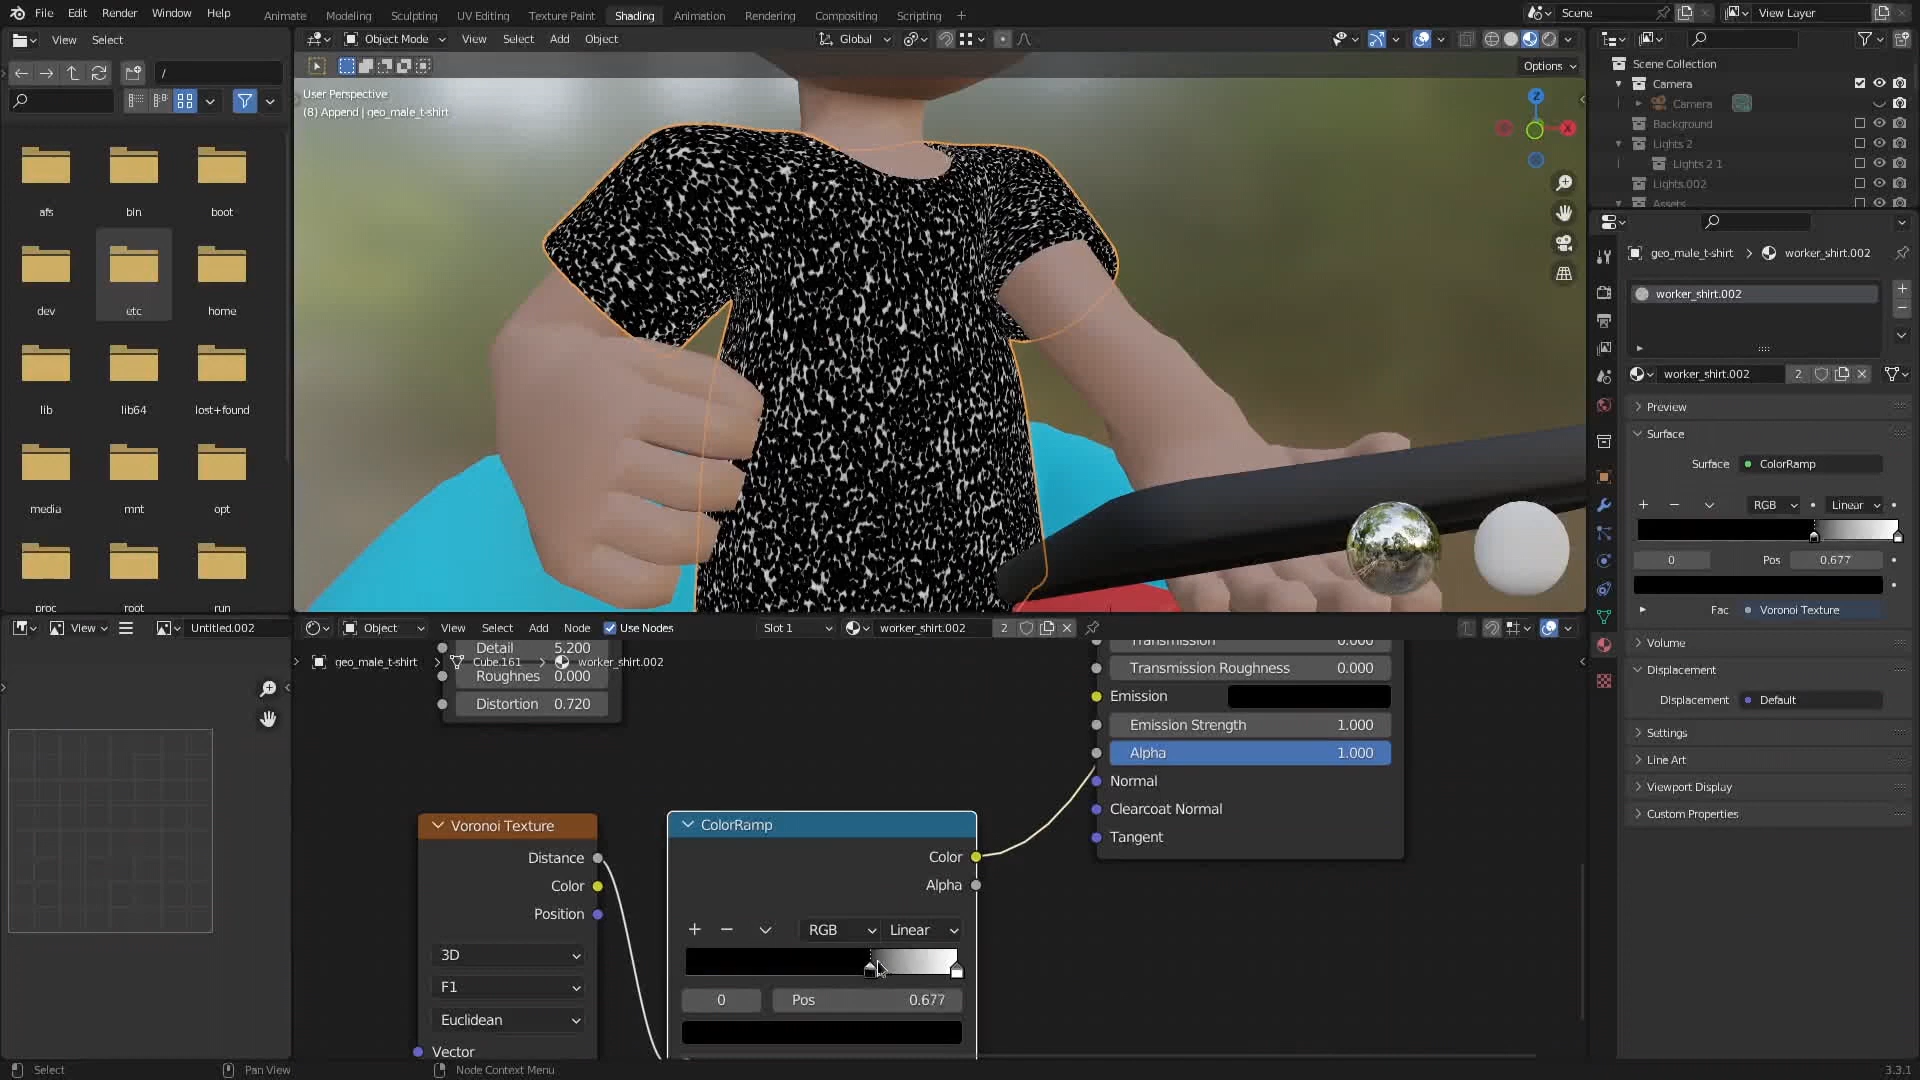 File Edit Render Window Help
Animate Modeling Sculpting UV Editing Texture Paint Shading Animation Rendering Compositing Scripting +
Scene
View Layer
View Select
Object Mode View Select Add Object
Global
/
Options
User Perspective
(8) Append | geo_male_t-shirt
Z
X
afs bin boot
dev etc home
lib lib64 lost+found
media mnt opt
proc root run
Scene Collection
Camera
Camera
Background
Lights 2
Lights 2 1
Lights.002
Assets
geo_male_t-shirt > worker_shirt.002
worker_shirt.002
worker_shirt.002 2
Preview
Surface
Surface ColorRamp
RGB Linear
0 Pos 0.677
Fac Voronoi Texture
Volume
Displacement
Displacement Default
Settings
Line Art
Viewport Display
Custom Properties
View Untitled.002
Object View Select Add Node Use Nodes Slot 1 worker_shirt.002 2
geo_male_t-shirt > Cube.161 > worker_shirt.002
Detail 5.200
Roughnes 0.000
Distortion 0.720
Transmission 0.000
Transmission Roughness 0.000
Emission
Emission Strength 1.000
Alpha 1.000
Normal
Clearcoat Normal
Tangent
Voronoi Texture
Distance
Color
Position
3D
F1
Euclidean
Vector
ColorRamp
Color
Alpha
RGB Linear
0 Pos 0.677
Select Pan View Node Context Menu 3.3.1